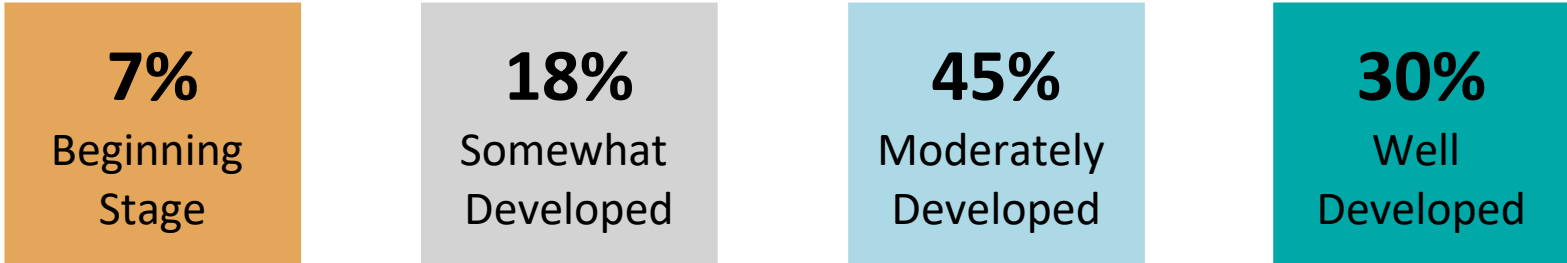 7%
Beginning
Stage
18%
Somewhat
Developed
45%
Moderately
Developed
30%
Well
Developed